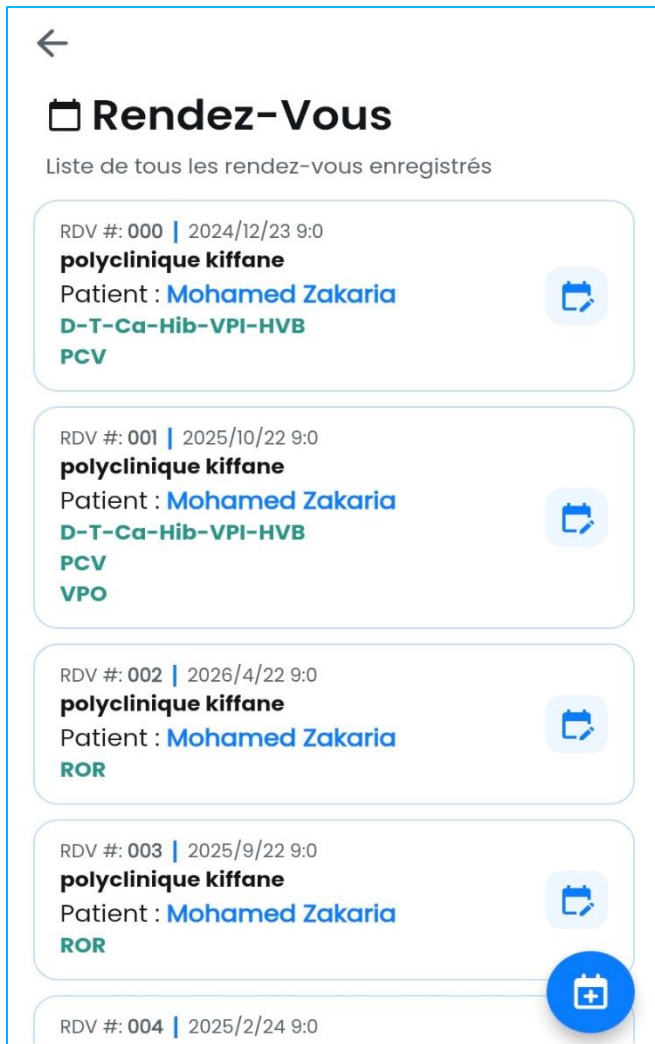 Rendez-Vous
Liste de tous les rendez-vous enregistrés
RDV #: 000 | 2024/12/23 9:0
polyclinique kiffane
Patient : Mohamed Zakaria
D-T-Ca-Hib-VPI-HVB
PCV
RDV #: 001 | 2025/10/22 9:0
polyclinique kiffane
Patient : Mohamed Zakaria
D-T-Ca-Hib-VPI-HVB
PCV
VPO
RDV #: 002 | 2026/4/22 9:0
polyclinique kiffane
Patient : Mohamed Zakaria
ROR
RDV #: 003 | 2025/9/22 9:0
polyclinique kiffane
Patient : Mohamed Zakaria
ROR
RDV #: 004 | 2025/2/24 9:0